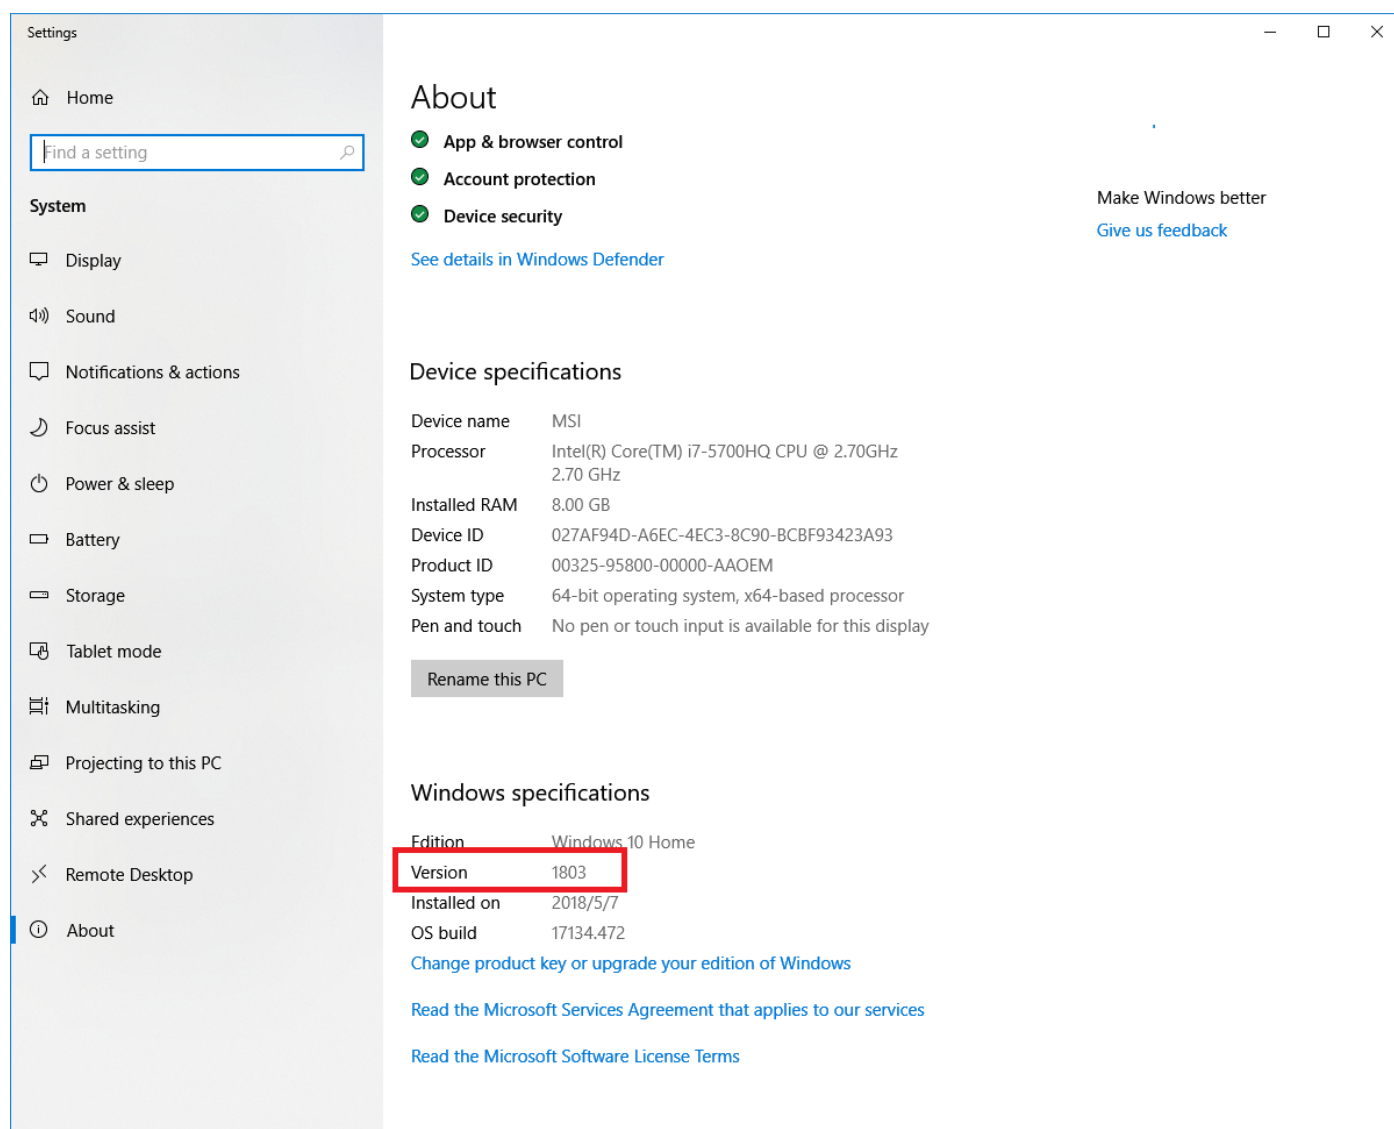 Settings
Home
Find a setting
System
Display
Sound
Notifications & actions
Focus assist
Power & sleep
Battery
Storage
Tablet mode
Multitasking
Projecting to this PC
Shared experiences
Remote Desktop
About
About
App & browser control
Account protection
Device security
See details in Windows Defender
Device specifications
Device name MSI
Processor Intel(R) Core(TM) i7-5700HQ CPU @ 2.70GHz
2.70 GHz
Installed RAM 8.00 GB
Device ID 027AF94D-A6EC-4EC3-8C90-BCBF93423A93
Product ID 00325-95800-00000-AAOEM
System type 64-bit operating system, x64-based processor
Pen and touch No pen or touch input is available for this display
Rename this PC
Windows specifications
Edition Windows 10 Home
Version 1803
Installed on 2018/5/7
OS build 17134.472
Change product key or upgrade your edition of Windows
Read the Microsoft Services Agreement that applies to our services
Read the Microsoft Software License Terms
Make Windows better
Give us feedback